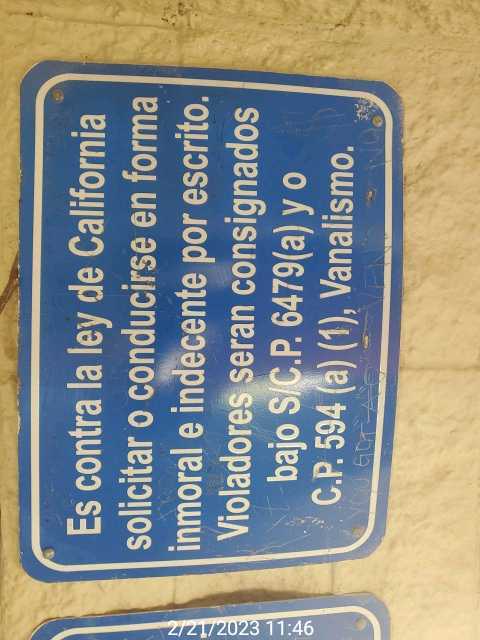 Es contra la ley de California
solicitar o conducirse en forma
inmoral e indecente por escrito.
Violadores seran consignados
bajo S/C.P. 6479(a) y o
C.P. 594 (a) (1), Vanalismo.
2/21/2023 11:46